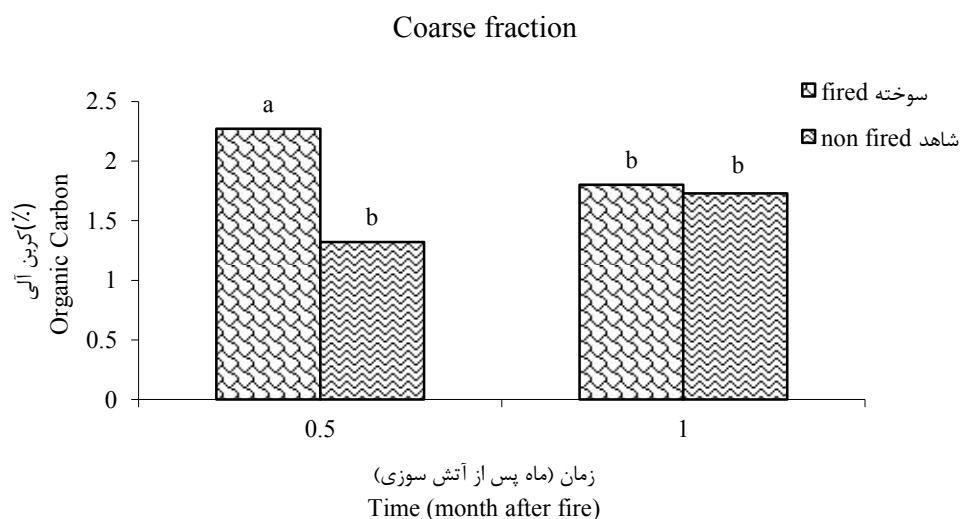 Coarse fraction
fired سوخته
non fired شاهد
کربن آلی(٪)
Organic Carbon
2.5
2
1.5
1
0.5
0
a
b
b
b
0.5
1
زمان (ماه پس از آتش سوزی)
Time (month after fire)